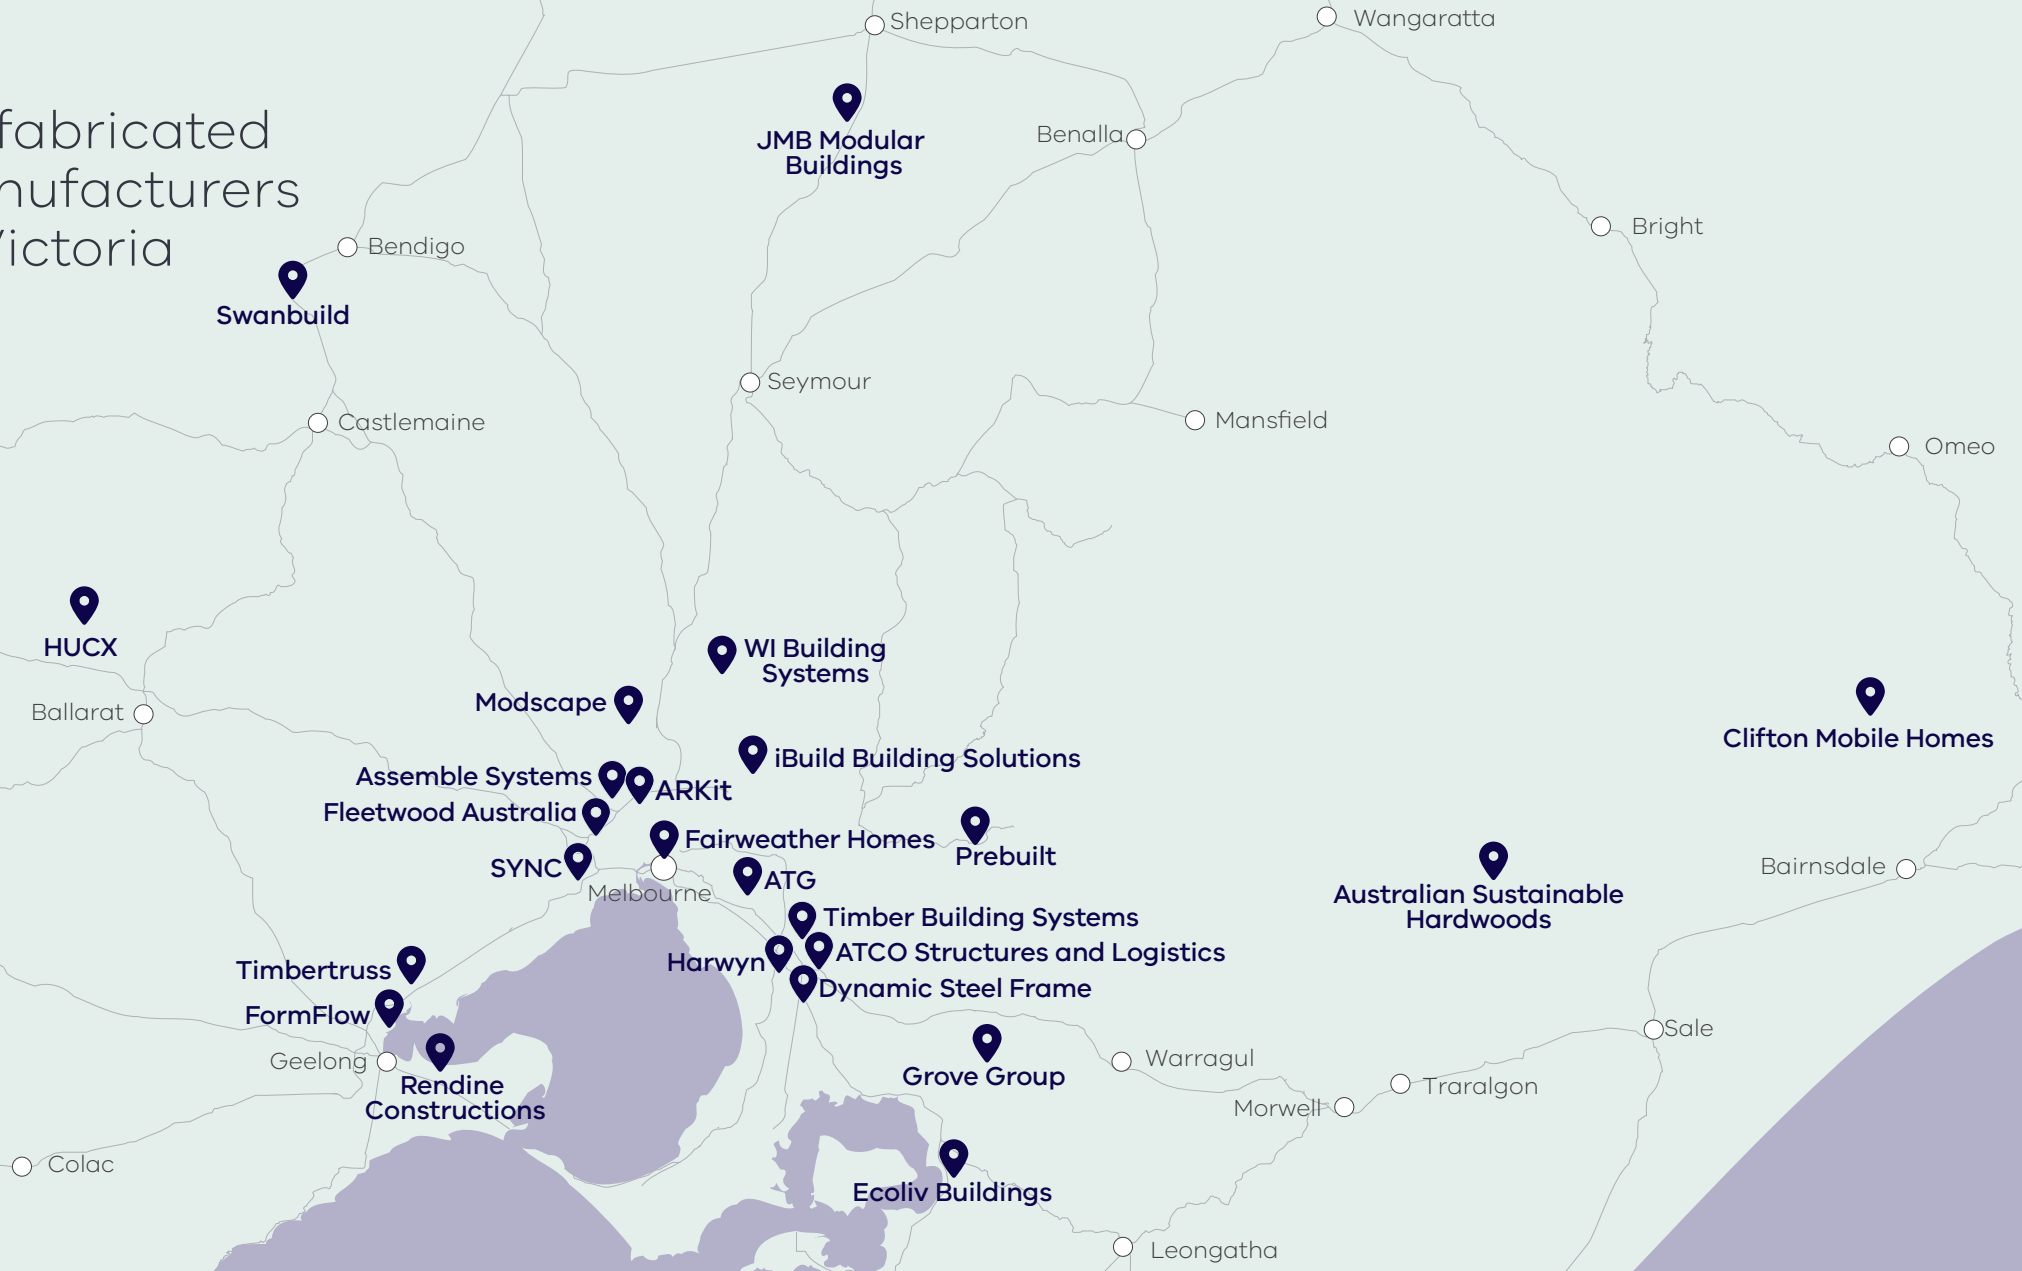 Shepparton
Wangaratta
fabricated
nufacturers
Victoria
JMB Modular
Buildings
Benalla
Bright
Bendigo
Swanbuild
Seymour
Castlemaine
Mansfield
Omeo
HUCX
WI Building
Systems
Modscape
Ballarat
Clifton Mobile Homes
iBuild Building Solutions
Assemble Systems
ARKit
Fleetwood Australia
Fairweather Homes
Prebuilt
SYNC
Melbourne
ATG
Australian Sustainable
Hardwoods
Bairnsdale
Timber Building Systems
ATCO Structures and Logistics
Harwyn
Dynamic Steel Frame
Timbertruss
FormFlow
Geelong
Rendine
Constructions
Grove Group
Warragul
Sale
Traralgon
Morwell
Colac
Ecoliv Buildings
Leongatha